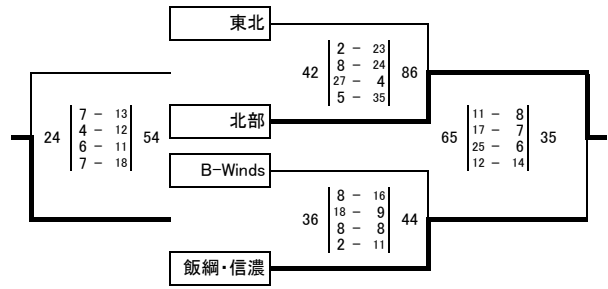 東北
2 - 23
42 8 - 24 86
27 - 4
5 - 35
7 - 13
24 4 - 12 54
6 - 11
7 - 18
北部
11 - 8
65 17 - 7 35
25 - 6
12 - 14
B-Winds
8 - 16
36 18 - 9 44
8 - 8
2 - 11
飯綱・信濃